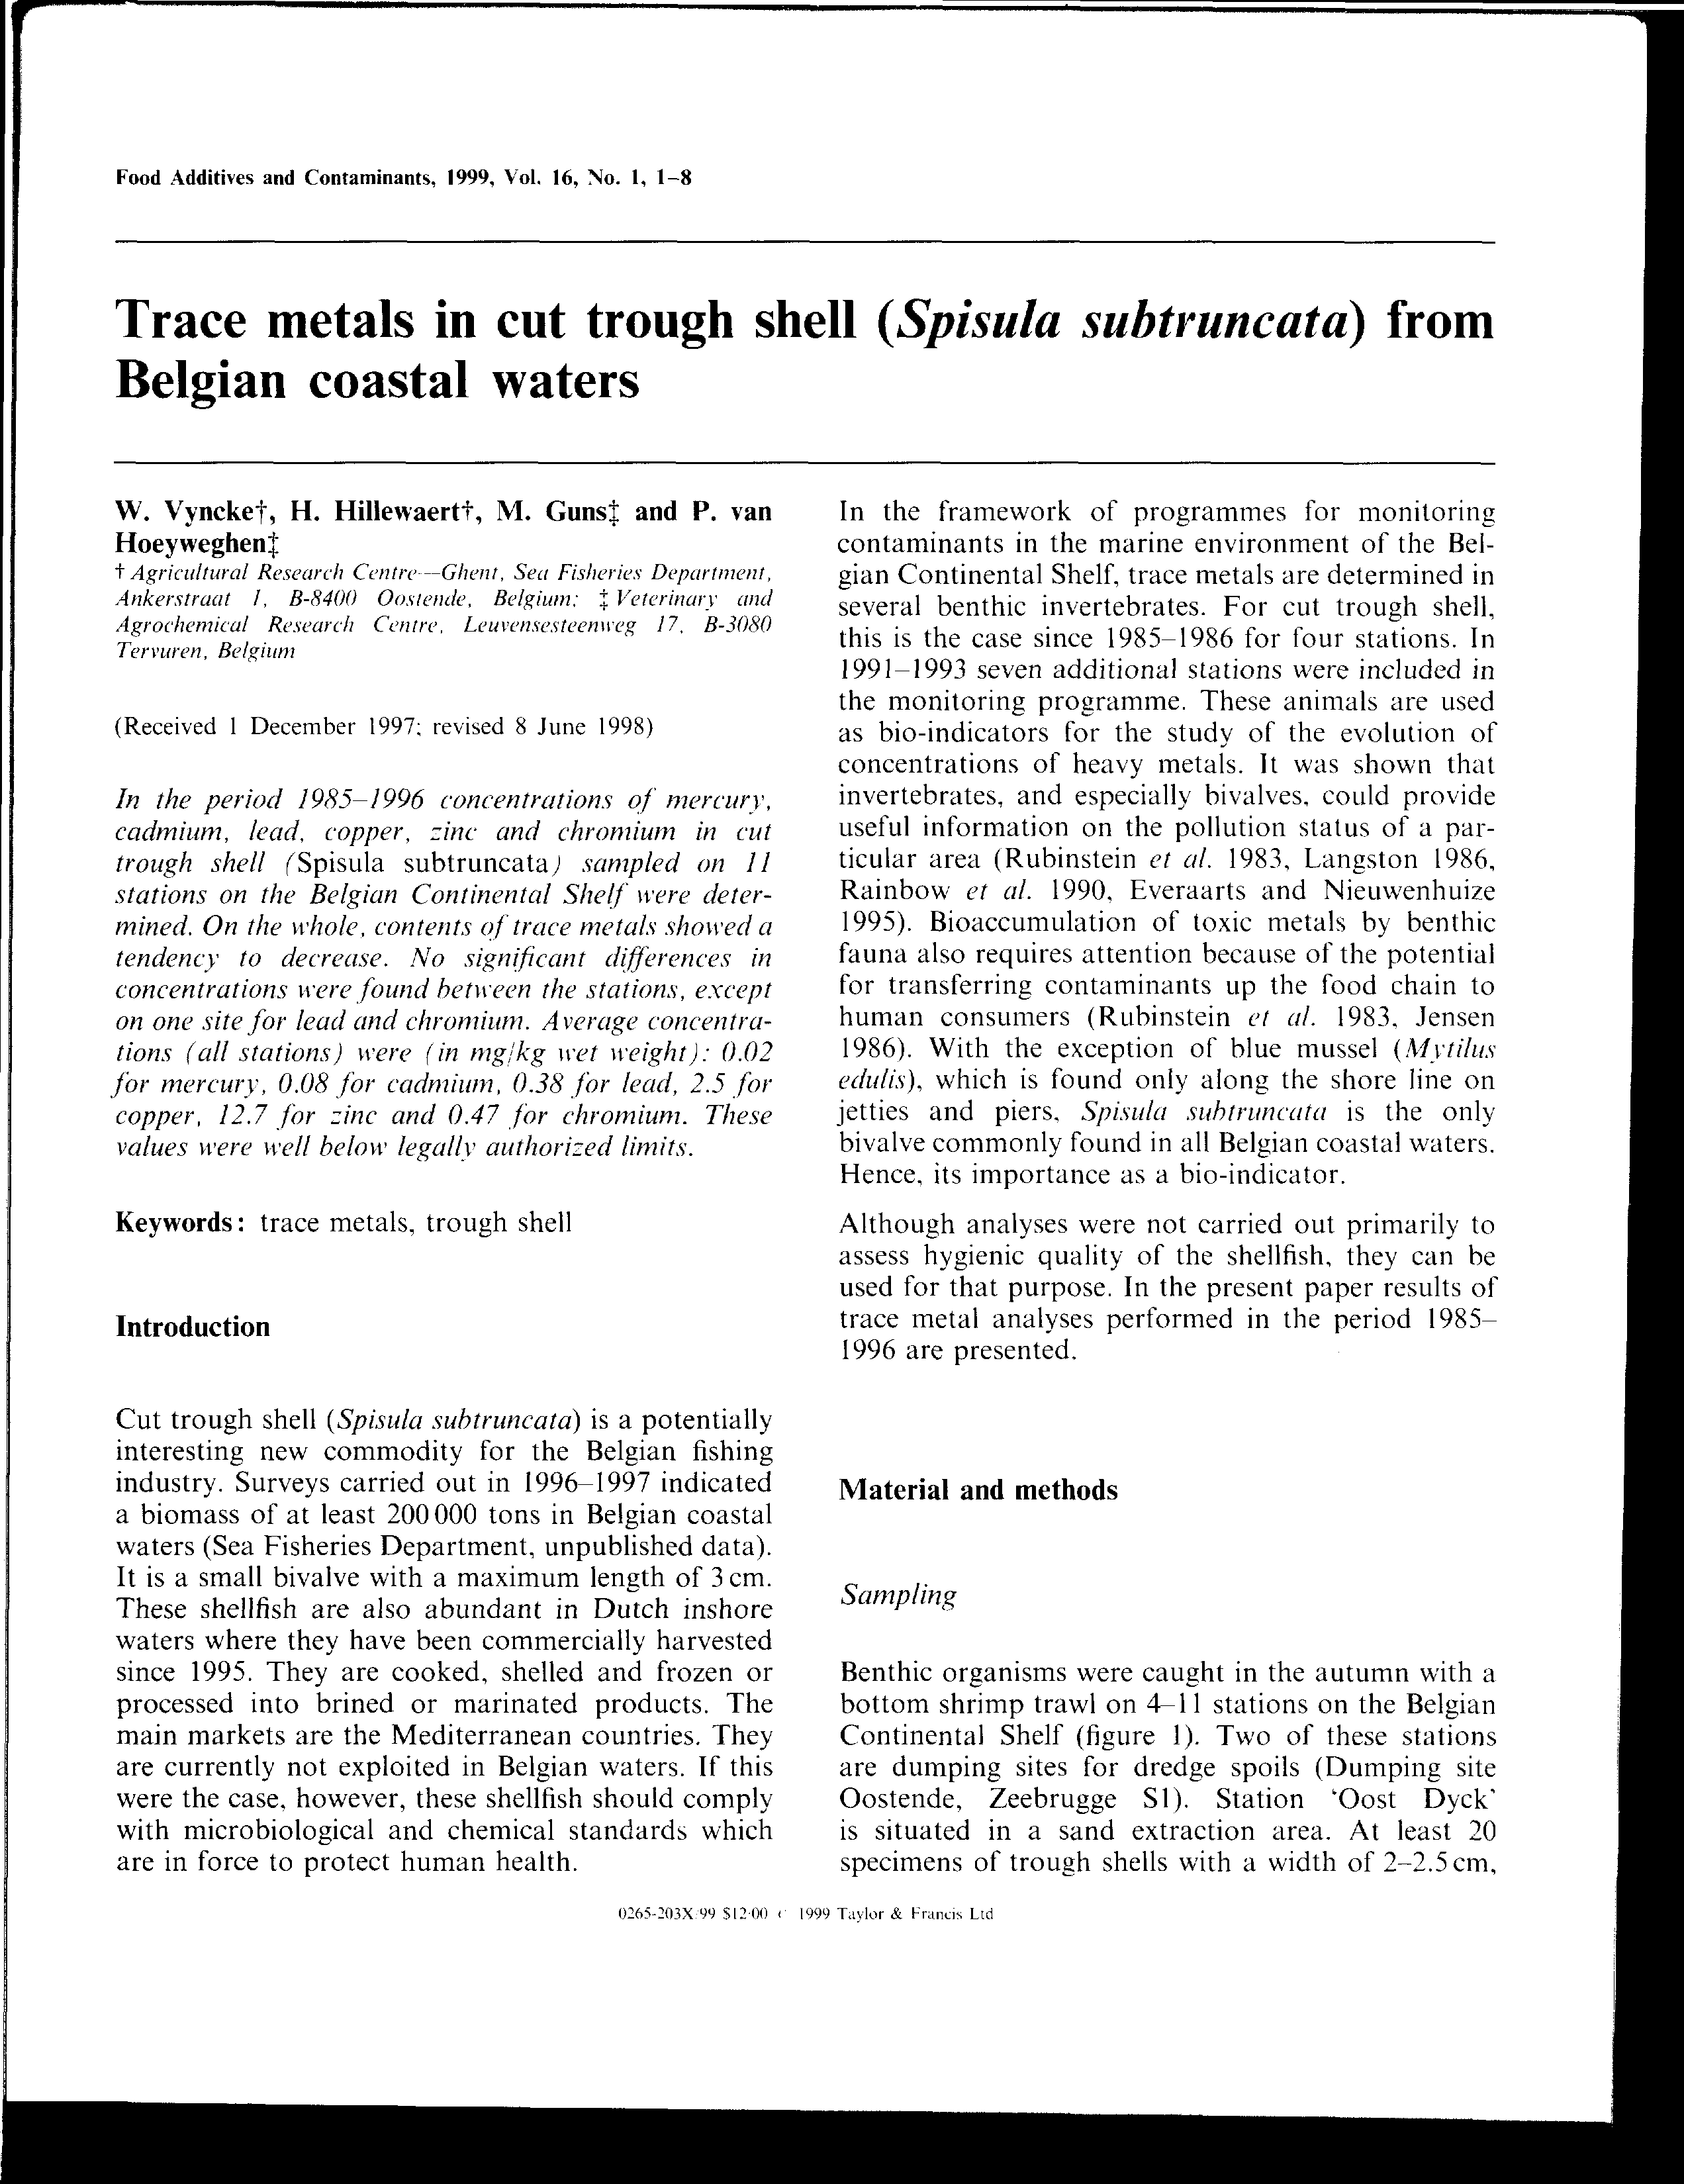 Food Additives and Contaminants, 1999, Vol. 16, No. 1, 1–8
Trace metals in cut trough shell (Spisula subtruncata) from
Belgian coastal waters
W. Vyncke†, H. Hillewaert†, M. Guns‡ and P. van
Hoeyweghen‡
† Agricultural Research Centre—Ghent, Sea Fisheries Department,
Ankerstraat 1, B-8400 Oostende, Belgium; ‡ Veterinary and
Agrochemical Research Centre, Leuvensesteenweg 17, B-3080
Tervuren, Belgium
(Received 1 December 1997; revised 8 June 1998)
In the period 1985–1996 concentrations of mercury,
cadmium, lead, copper, zinc and chromium in cut
trough shell (Spisula subtruncata) sampled on 11
stations on the Belgian Continental Shelf were deter-
mined. On the whole, contents of trace metals showed a
tendency to decrease. No significant differences in
concentrations were found between the stations, except
on one site for lead and chromium. Average concentra-
tions (all stations) were (in mg/kg wet weight): 0.02
for mercury, 0.08 for cadmium, 0.38 for lead, 2.5 for
copper, 12.7 for zinc and 0.47 for chromium. These
values were well below legally authorized limits.
Keywords: trace metals, trough shell
Introduction
Cut trough shell (Spisula subtruncata) is a potentially
interesting new commodity for the Belgian fishing
industry. Surveys carried out in 1996–1997 indicated
a biomass of at least 200 000 tons in Belgian coastal
waters (Sea Fisheries Department, unpublished data).
It is a small bivalve with a maximum length of 3 cm.
These shellfish are also abundant in Dutch inshore
waters where they have been commercially harvested
since 1995. They are cooked, shelled and frozen or
processed into brined or marinated products. The
main markets are the Mediterranean countries. They
are currently not exploited in Belgian waters. If this
were the case, however, these shellfish should comply
with microbiological and chemical standards which
are in force to protect human health.
In the framework of programmes for monitoring
contaminants in the marine environment of the Bel-
gian Continental Shelf, trace metals are determined in
several benthic invertebrates. For cut trough shell,
this is the case since 1985–1986 for four stations. In
1991–1993 seven additional stations were included in
the monitoring programme. These animals are used
as bio-indicators for the study of the evolution of
concentrations of heavy metals. It was shown that
invertebrates, and especially bivalves, could provide
useful information on the pollution status of a par-
ticular area (Rubinstein et al. 1983, Langston 1986,
Rainbow et al. 1990, Everaarts and Nieuwenhuize
1995). Bioaccumulation of toxic metals by benthic
fauna also requires attention because of the potential
for transferring contaminants up the food chain to
human consumers (Rubinstein et al. 1983, Jensen
1986). With the exception of blue mussel (Mytilus
edulis), which is found only along the shore line on
jetties and piers, Spisula subtruncata is the only
bivalve commonly found in all Belgian coastal waters.
Hence, its importance as a bio-indicator.
Although analyses were not carried out primarily to
assess hygienic quality of the shellfish, they can be
used for that purpose. In the present paper results of
trace metal analyses performed in the period 1985–
1996 are presented.
Material and methods
Sampling
Benthic organisms were caught in the autumn with a
bottom shrimp trawl on 4–11 stations on the Belgian
Continental Shelf (figure 1). Two of these stations
are dumping sites for dredge spoils (Dumping site
Oostende, Zeebrugge S1). Station 'Oost Dyck'
is situated in a sand extraction area. At least 20
specimens of trough shells with a width of 2–2.5 cm,
0265-203X/99 $12·00 © 1999 Taylor & Francis Ltd